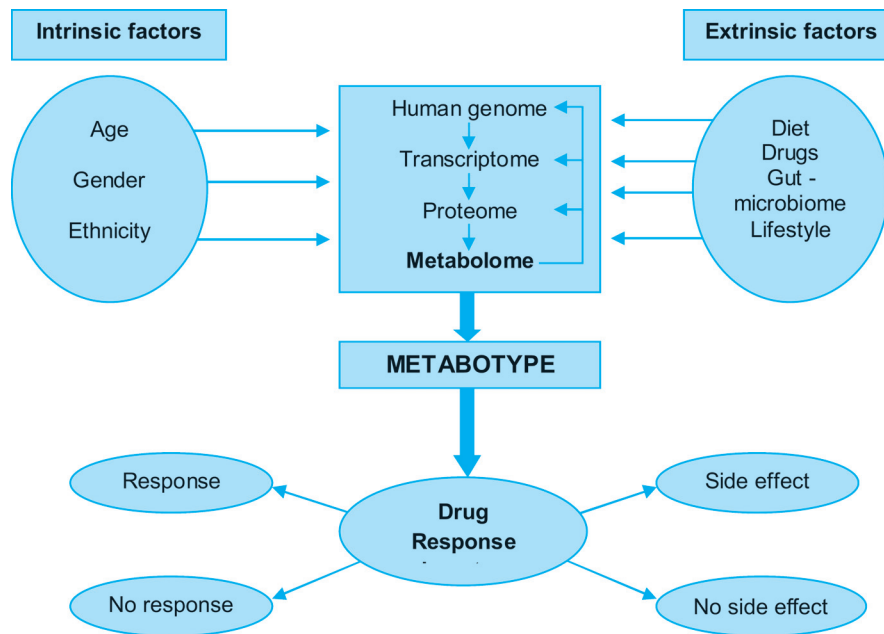 Intrinsic factors
Extrinsic factors
Age
Gender
Ethnicity
Human genome
Transcriptome
Proteome
Metabolome
Diet
Drugs
Gut -
microbiome
Lifestyle
METABOTYPE
Response
No response
Drug
Response
Side effect
No side effect